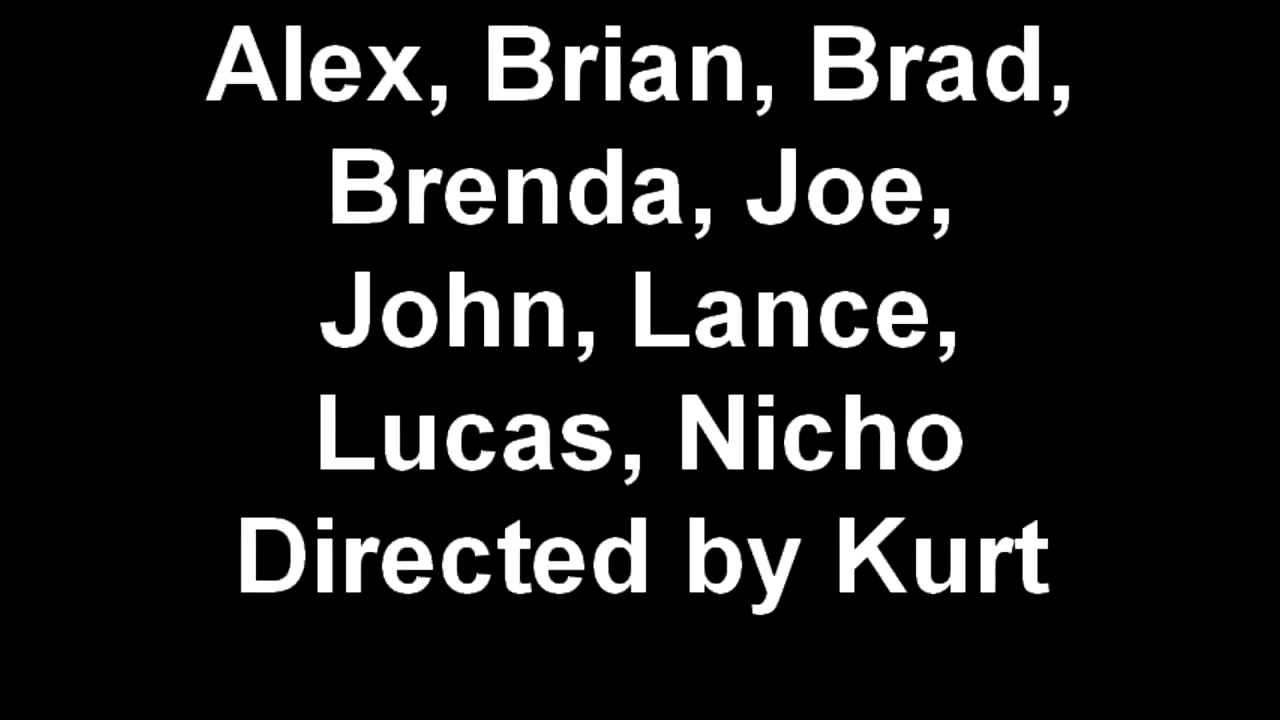 Alex, Brian, Brad,
Brenda, Joe,
John, Lance,
Lucas, Nicho
Directed by Kurt